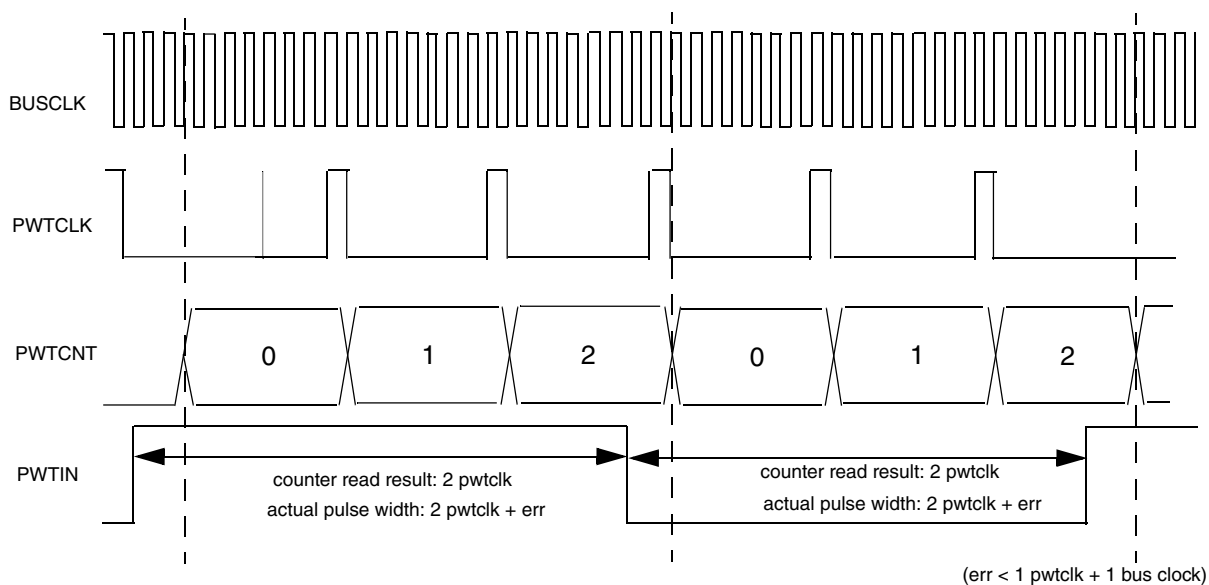 BUSCLK
PWTCLK
PWTCNT
0
1
2
0
1
2
PWTIN
counter read result: 2 pwtclk
actual pulse width: 2 pwtclk + err
counter read result: 2 pwtclk
actual pulse width: 2 pwtclk + err
(err < 1 pwtclk + 1 bus clock)